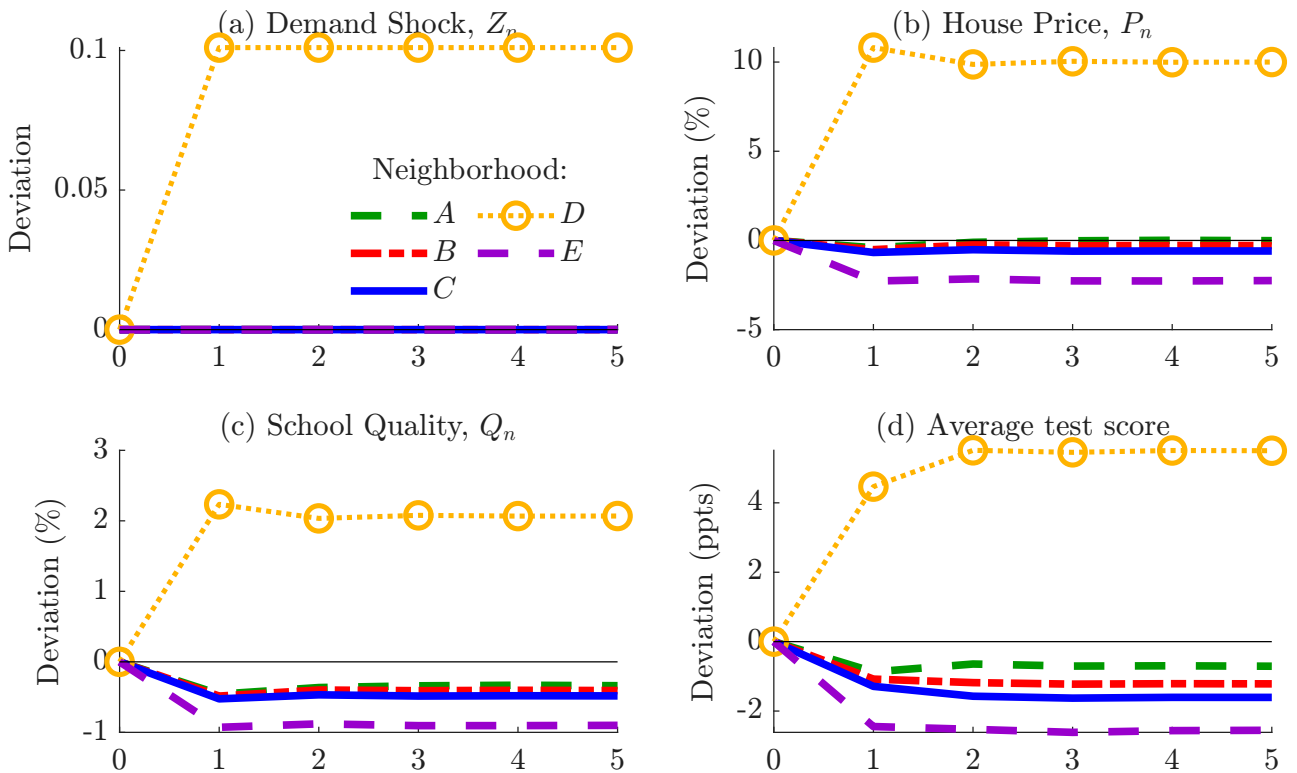 (a) Demand Shock, Zₙ
0.1
0.05
0
Deviation
0 1 2 3 4 5
Neighborhood:
A D
B E
C
(b) House Price, Pₙ
10
5
0
-5
Deviation (%)
0 1 2 3 4 5
(c) School Quality, Qₙ
3
2
1
0
-1
Deviation (%)
0 1 2 3 4 5
(d) Average test score
4
2
0
-2
Deviation (ppts)
0 1 2 3 4 5